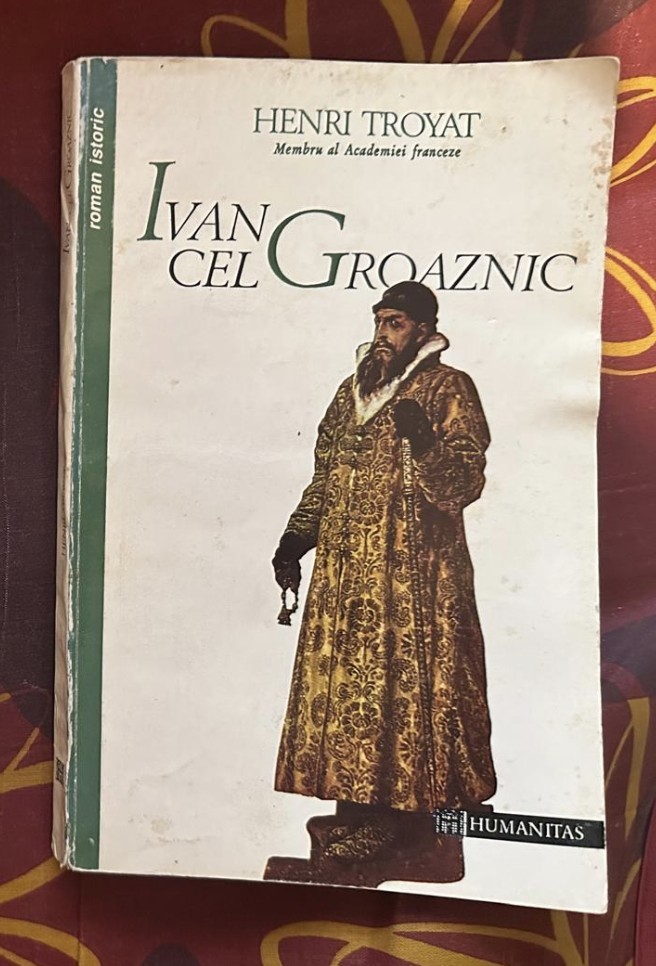 HENRI TROYAT
Membru al Academiei franceze
IVAN
CEL GROAZNIC
roman istoric
HUMANITAS